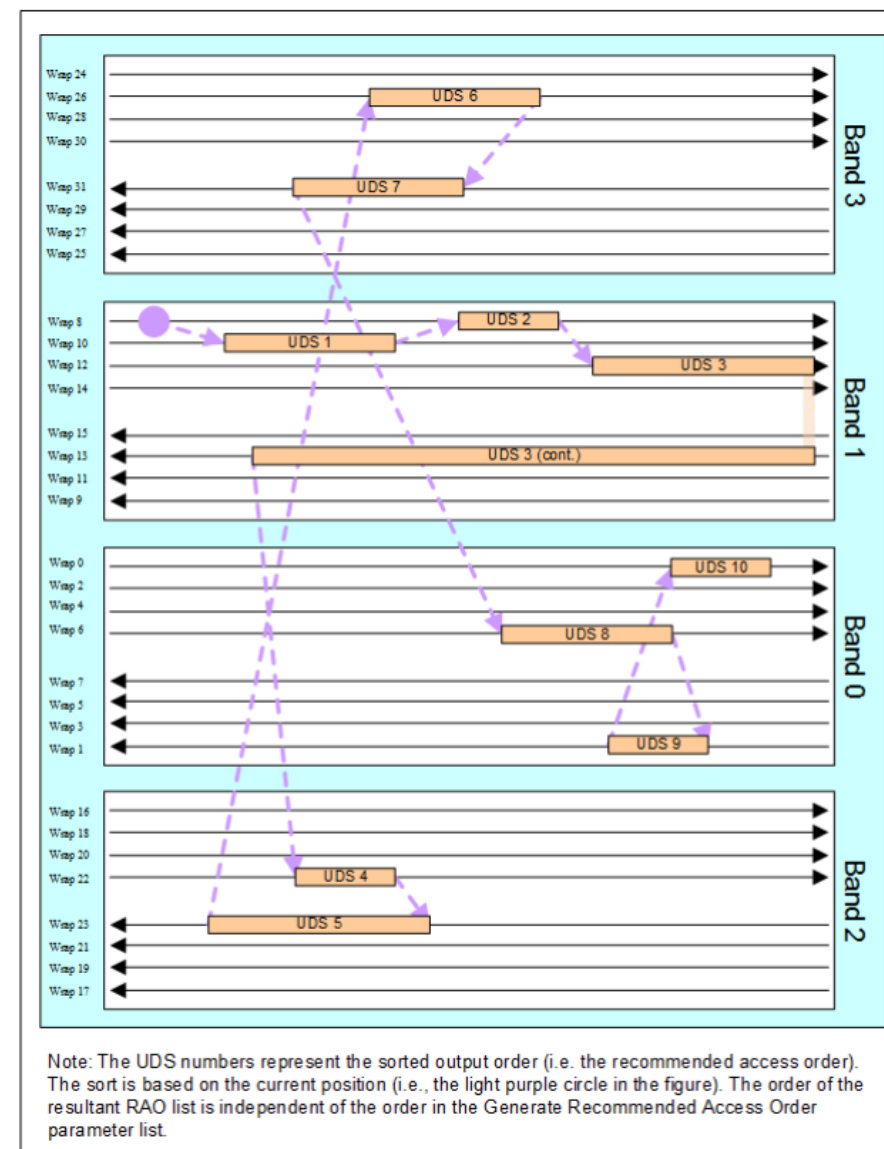 Wrap 24
Wrap 26
UDS 6
Wrap 28
Wrap 30
Wrap 31
UDS 7
Wrap 29
Wrap 27
Wrap 25
Band 3
Wrap 8
UDS 2
Wrap 10
UDS 1
Wrap 12
UDS 3
Wrap 14
Wrap 15
Wrap 13
UDS 3 (cont.)
Wrap 11
Wrap 9
Band 1
Wrap 0
UDS 10
Wrap 2
Wrap 4
Wrap 6
UDS 8
Wrap 7
Wrap 5
Wrap 3
Wrap 1
UDS 9
Band 0
Wrap 16
Wrap 18
Wrap 20
Wrap 22
UDS 4
Wrap 23
UDS 5
Wrap 21
Wrap 19
Wrap 17
Band 2
Note: The UDS numbers represent the sorted output order (i.e. the recommended access order).
The sort is based on the current position (i.e., the light purple circle in the figure). The order of the
resultant RAO list is independent of the order in the Generate Recommended Access Order
parameter list.